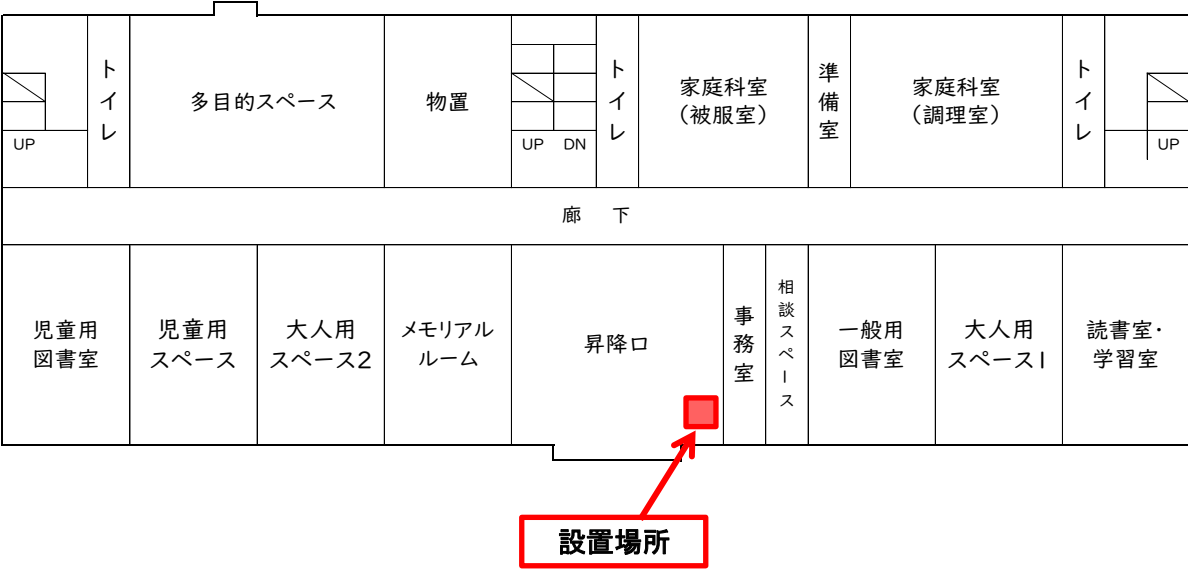 UP
トイレ
多目的スペース
物置
UP DN
トイレ
家庭科室
(被服室)
準備室
家庭科室
(調理室)
トイレ
UP
廊 下
児童用
図書室
児童用
スペース
大人用
スペース2
メモリアル
ルーム
昇降口
事務室
相談スペース
一般用
図書室
大人用
スペース1
読書室・
学習室
設置場所